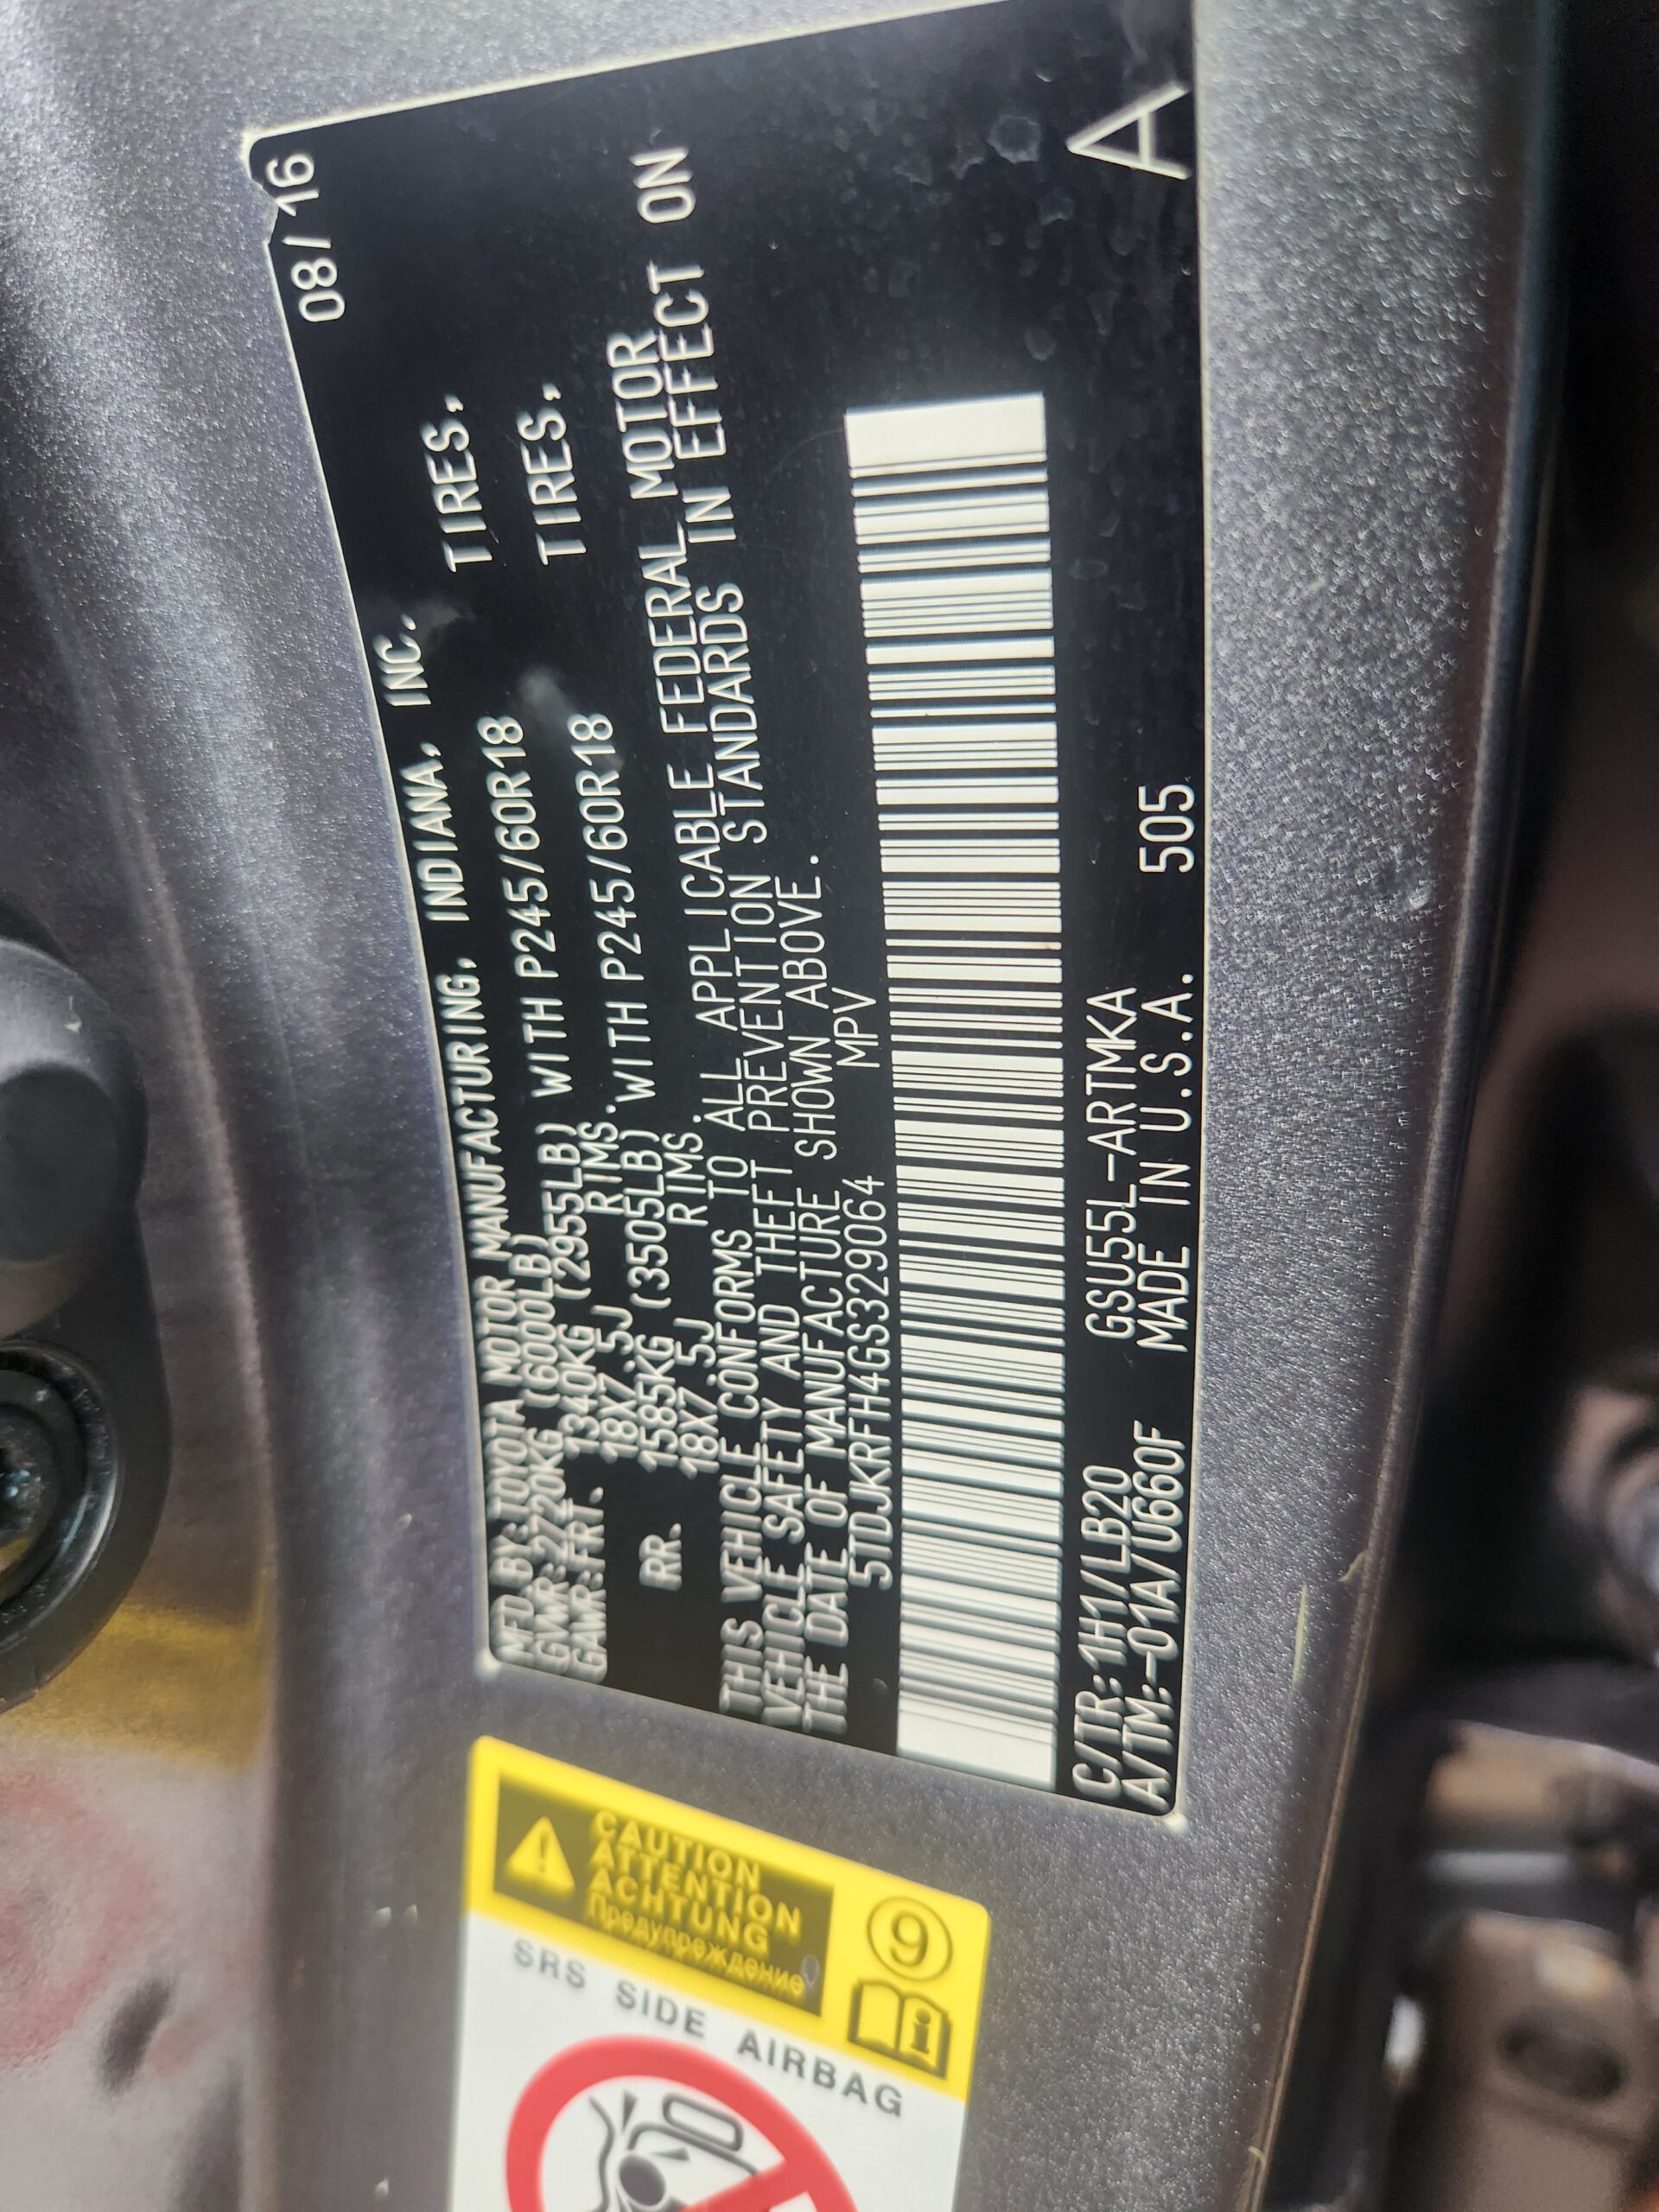 08/16
MFD. BY: TOYOTA MOTOR MANUFACTURING, INDIANA, INC.
GVWR: 2720KG (6000LB)
GAWR: FRT. 1340KG (2955LB) WITH P245/60R18 TIRES,
18X7.5J RIMS.
RR. 1585KG (3505LB) WITH P245/60R18 TIRES,
18X7.5J RIMS.
THIS VEHICLE CONFORMS TO ALL APPLICABLE FEDERAL MOTOR
VEHICLE SAFETY AND THEFT PREVENTION STANDARDS IN EFFECT ON
THE DATE OF MANUFACTURE SHOWN ABOVE.
5TDJKRFH4GS329064 MPV
C/TR: 1H1/LB20 GSU55L-ARTMKA
A/TM: -01A/U660F MADE IN U.S.A. 505 A
CAUTION
ATTENTION
ACHTUNG
Предупреждение
9
i
SRS SIDE AIRBAG